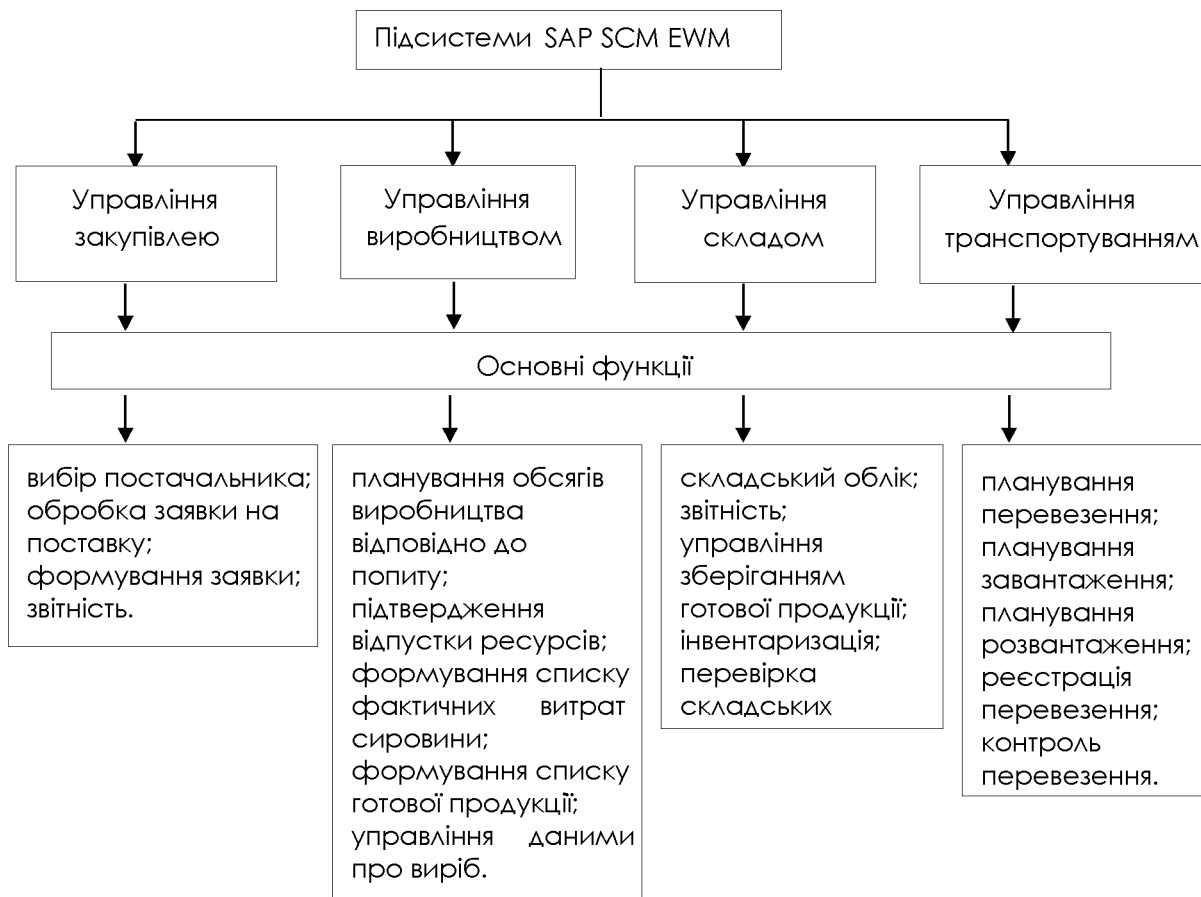 Підсистеми SAP SCM EWM
Управління
закупівлею
Управління
виробництвом
Управління
складом
Управління
транспортуванням
Основні функції
вибір постачальника;
обробка заявки на
поставку;
формування заявки;
звітність.
планування обсягів
виробництва
відповідно до
попиту;
підтвердження
відпустки ресурсів;
формування списку
фактичних витрат
сировини;
формування списку
готової продукції;
управління даними
про виріб.
складський облік;
звітність;
управління
зберіганням
готової продукції;
інвентаризація;
перевірка
складських
планування
перевезення;
планування
завантаження;
планування
розвантаження;
реєстрація
перевезення;
контроль
перевезення.